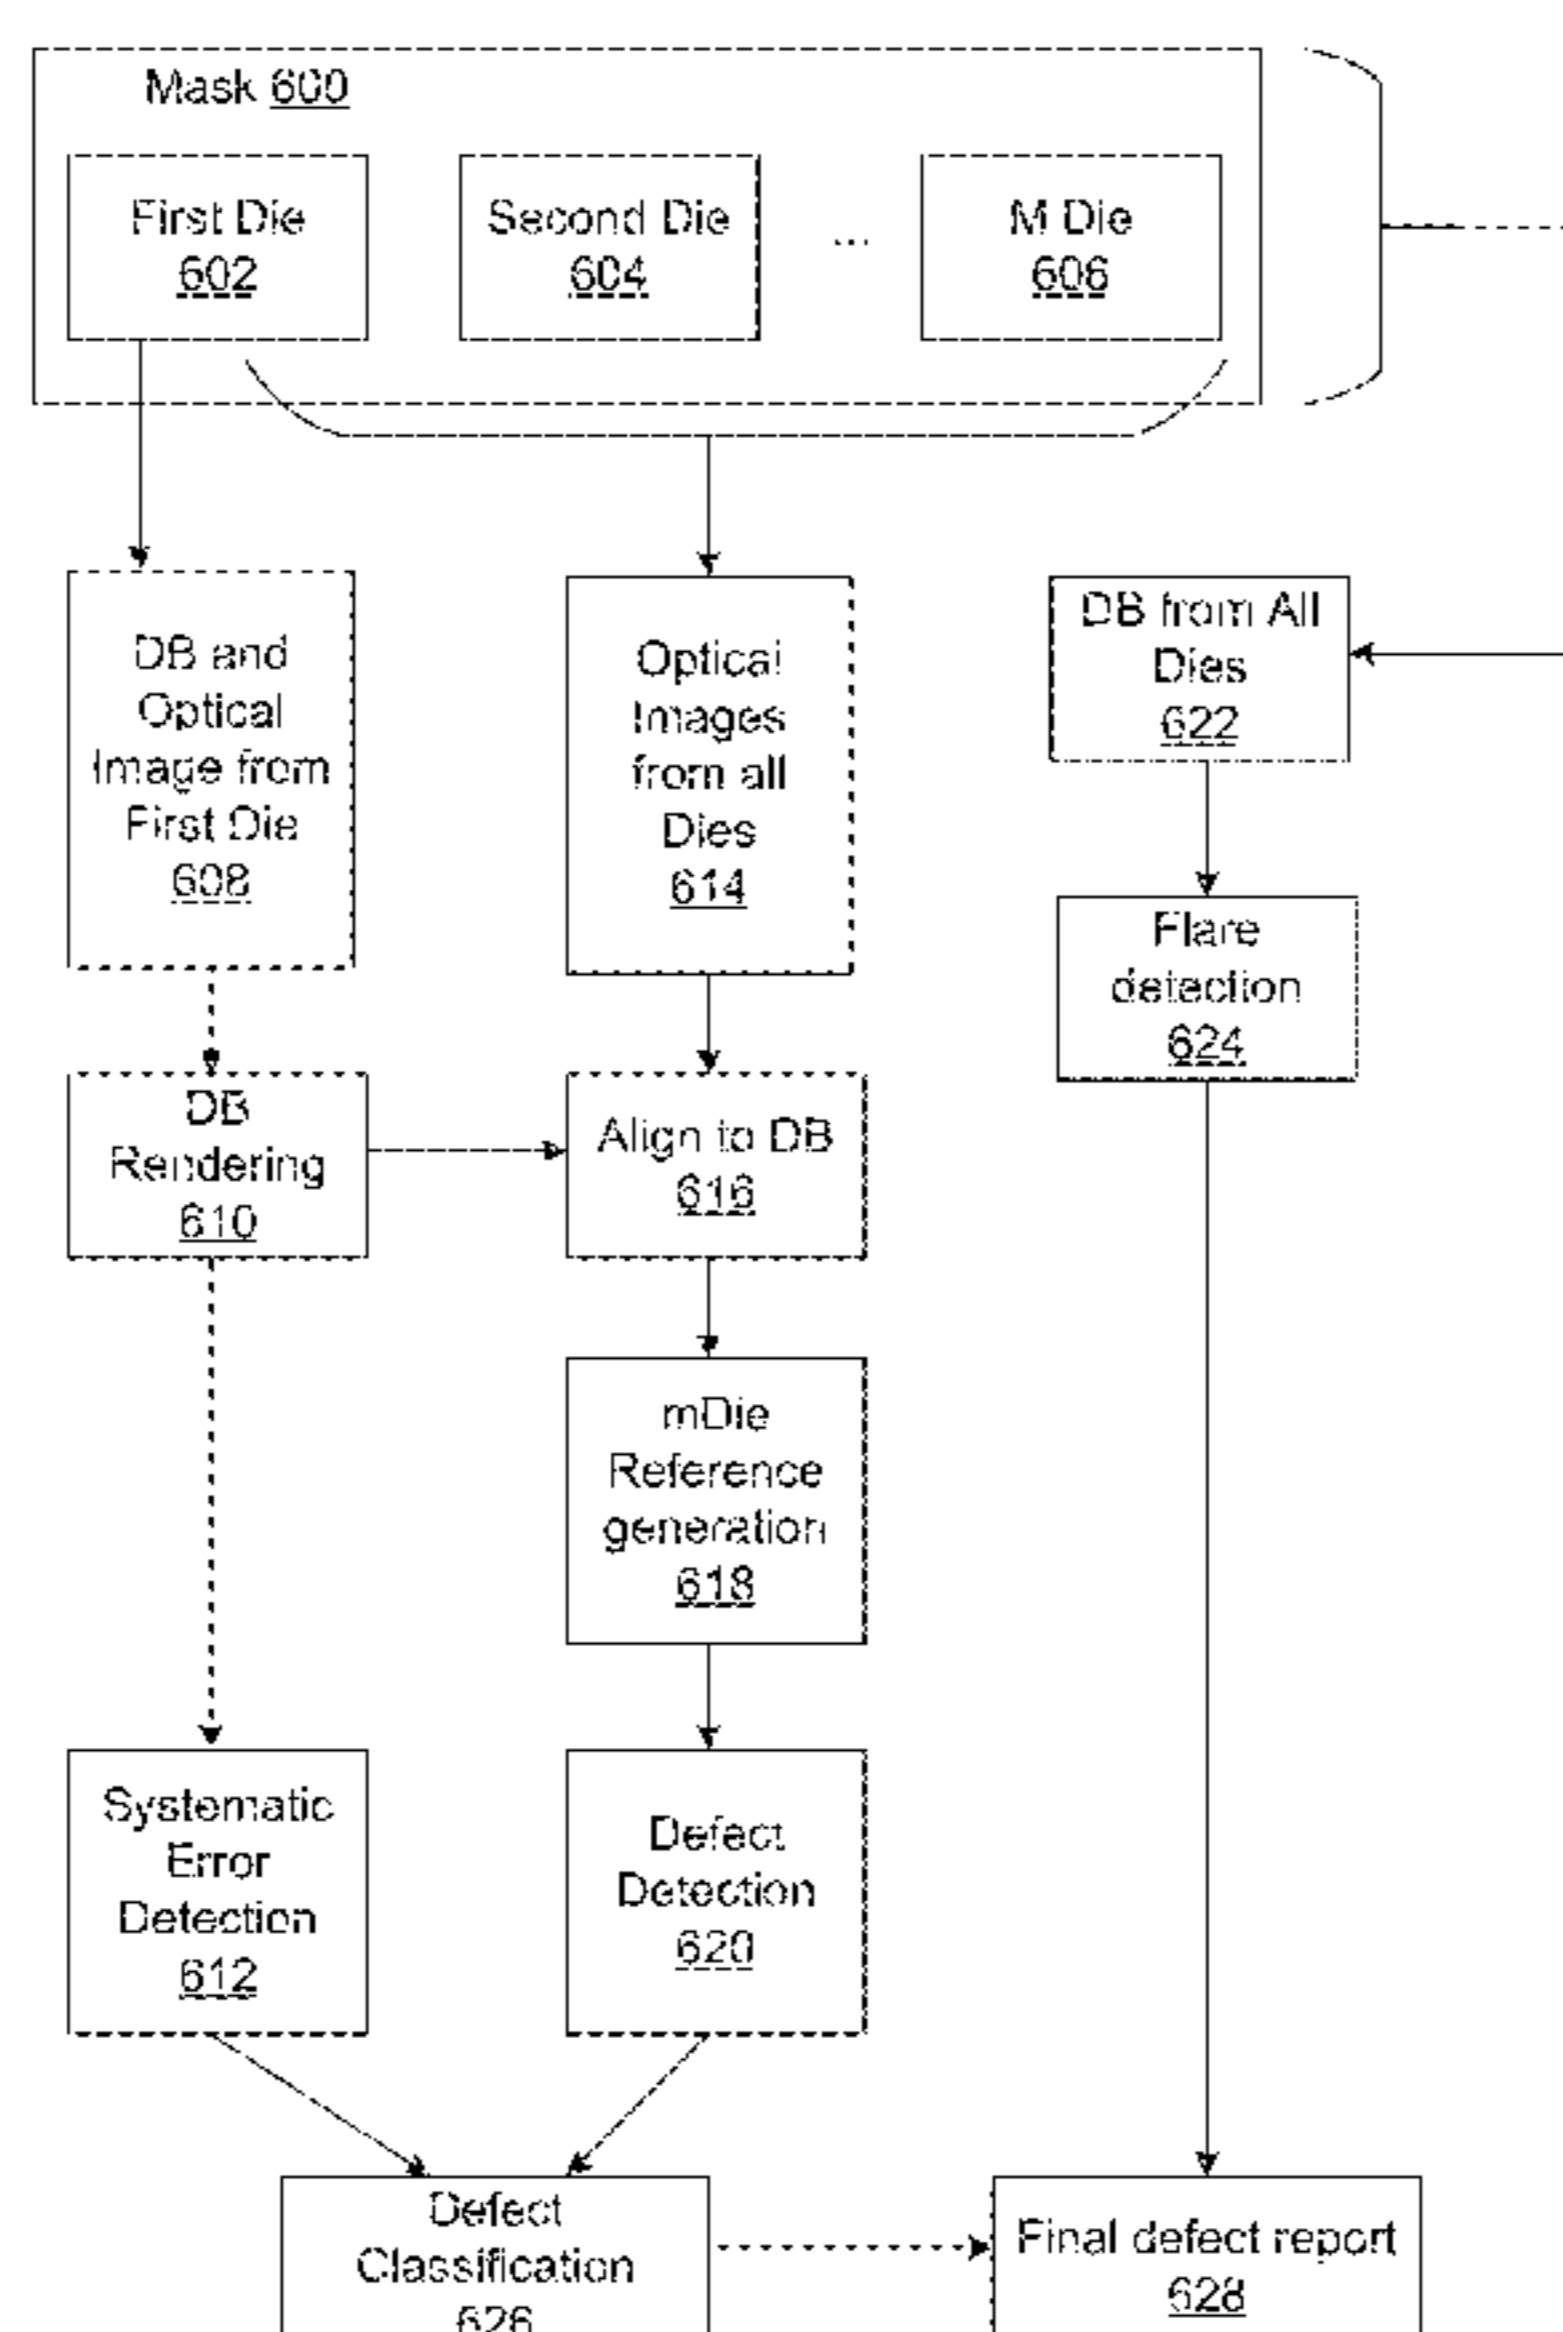 Mask 600
First Die
602
Second Die
604
...
M Die
606
DB and
Optical
Image from
First Die
608
Optical
Images
from all
Dies
614
DB from All
Dies
622
Flare
detection
624
DB
Rendering
610
Align to DB
616
mDie
Reference
generation
618
Systematic
Error
Detection
612
Defect
Detection
620
Defect
Classification
626
Final defect report
628